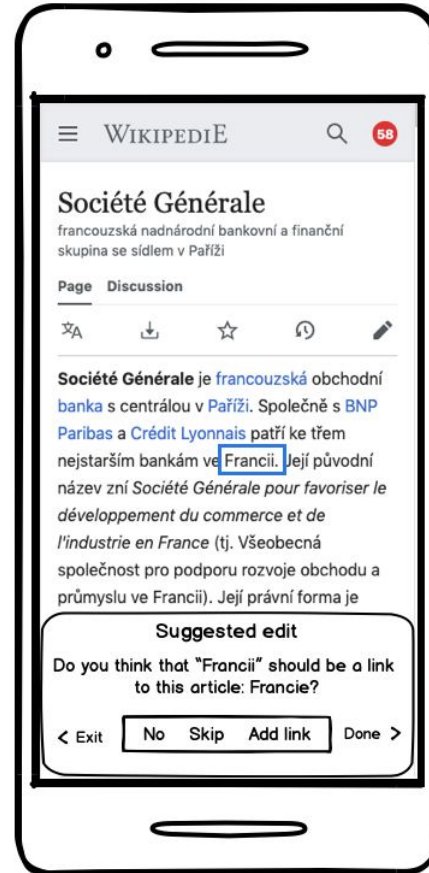 WIKIPEDIE
58
Société Générale
francouzská nadnárodní bankovní a finanční
skupina se sídlem v Paříži
Page Discussion
Société Générale je francouzská obchodní
banka s centrálou v Paříži. Společně s BNP
Paribas a Crédit Lyonnais patří ke třem
nejstarším bankám ve Francii. Její původní
název zní Société Générale pour favoriser le
développement du commerce et de
l'industrie en France (tj. Všeobecná
společnost pro podporu rozvoje obchodu a
průmyslu ve Francii). Její právní forma je
Suggested edit
Do you think that "Francii" should be a link
to this article: Francie?
< Exit No Skip Add link Done >